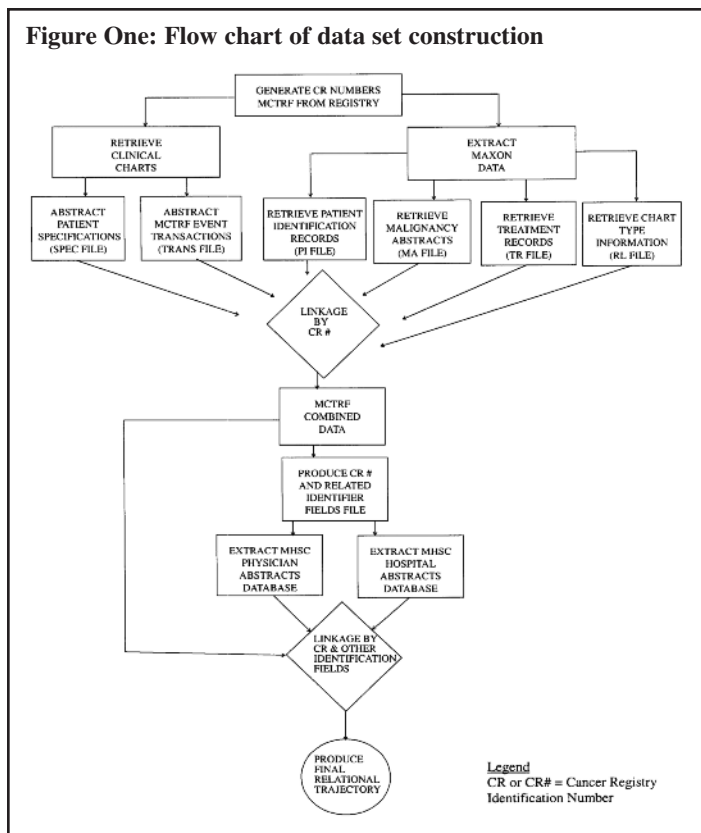 Figure One: Flow chart of data set construction
GENERATE CR NUMBERS
MCTRF FROM REGISTRY
RETRIEVE
CLINICAL
CHARTS
EXTRACT
MAXON
DATA
ABSTRACT
PATIENT
SPECIFICATIONS
(SPEC FILE)
ABSTRACT
MCTRF EVENT
TRANSACTIONS
(TRANS FILE)
RETRIEVE PATIENT
IDENTIFICATION
RECORDS
(PI FILE)
RETRIEVE
MALIGNANCY
ABSTRACTS
(MA FILE)
RETRIEVE
TREATMENT
RECORDS
(TR FILE)
RETRIEVE CHART
TYPE
INFORMATION
(RL FILE)
LINKAGE
BY
CR #
MCTRF
COMBINED
DATA
PRODUCE CR #
AND RELATED
IDENTIFIER
FIELDS FILE
EXTRACT MHSC
PHYSICIAN
ABSTRACTS
DATABASE
EXTRACT MHSC
HOSPITAL
ABSTRACTS
DATABASE
LINKAGE BY
CR & OTHER
IDENTIFICATION
FIELDS
PRODUCE
FINAL
RELATIONAL
TRAJECTORY
Legend
CR or CR# = Cancer Registry
Identification Number